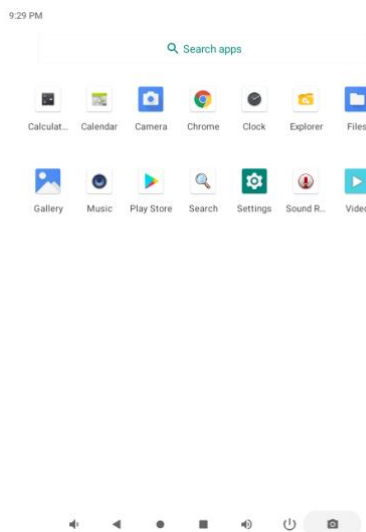 9:29 PM
Search apps
Calculat... Calendar Camera Chrome Clock Explorer Files
Gallery Music Play Store Search Settings Sound R... Video